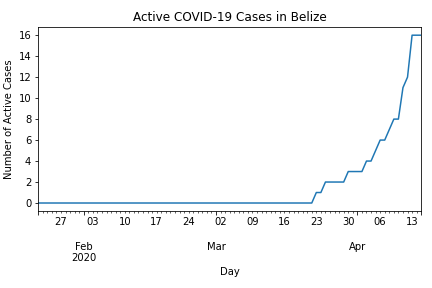 Active COVID-19 Cases in Belize
Number of Active Cases
16
14
12
10
8
6
4
2
0
27 03 10 17 24 02 09 16 23 30 06 13
Feb Mar Apr
2020
Day